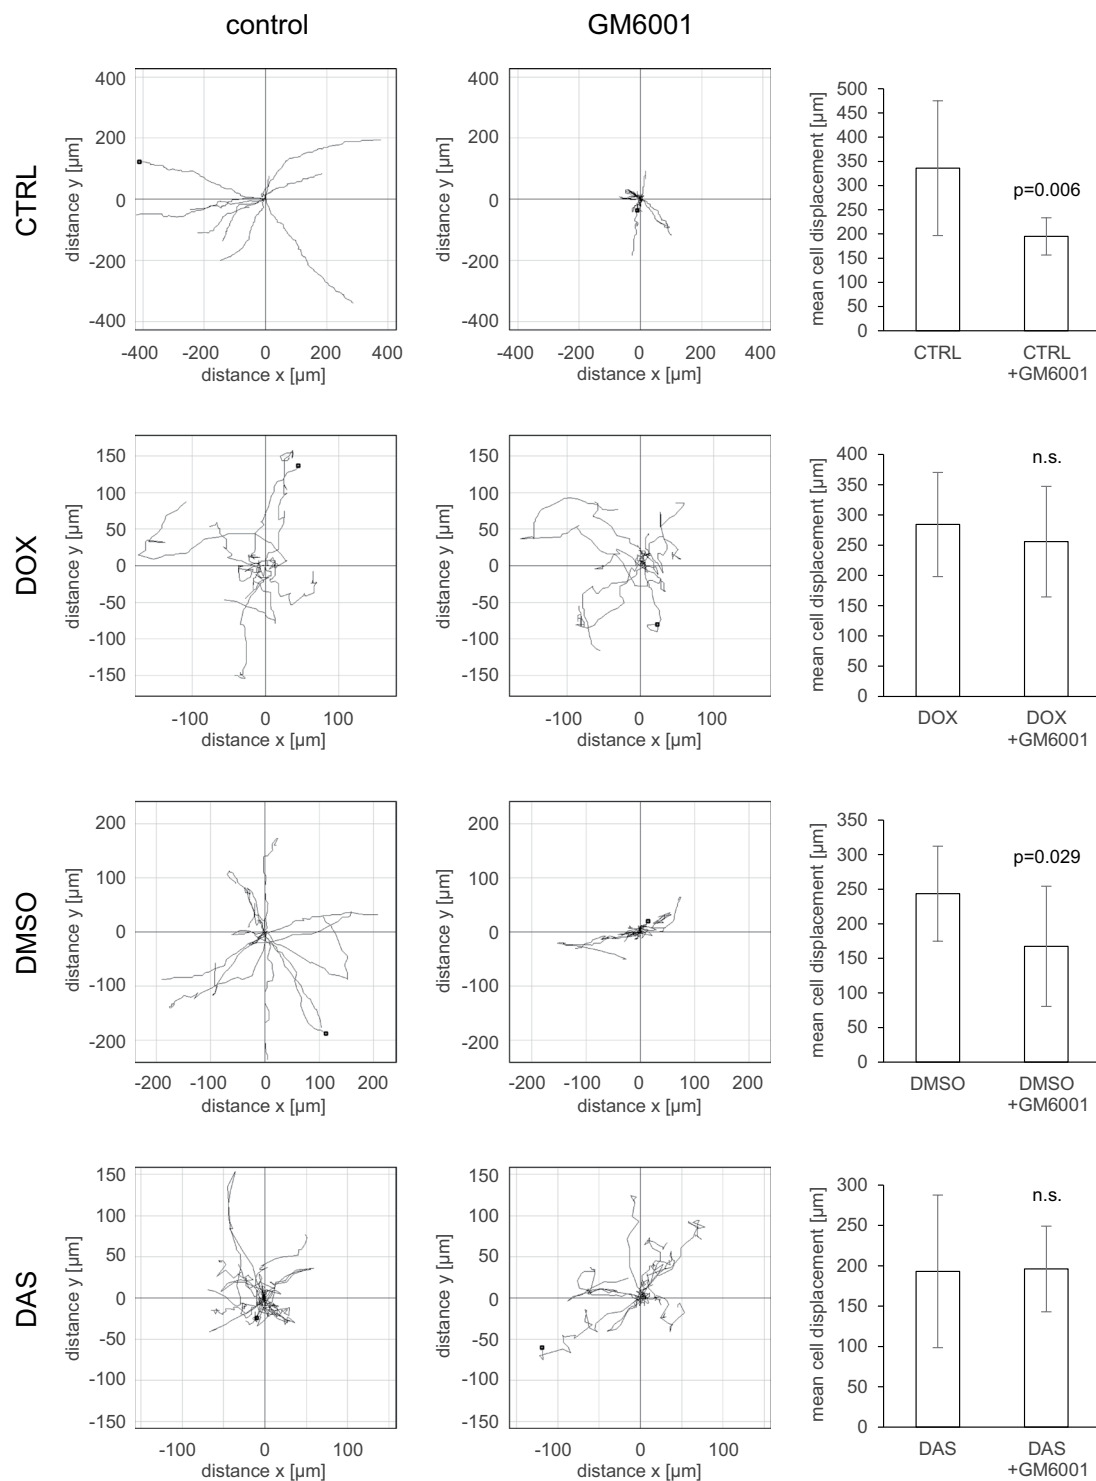 control
GM6001
CTRL
distance y [µm]
400
200
0
-200
-400
-400 -200 0 200 400
distance x [µm]
distance y [µm]
400
200
0
-200
-400
-400 -200 0 200 400
distance x [µm]
mean cell displacement [µm]
500
450
400
350
300
250
200
150
100
50
0
p=0.006
CTRL
CTRL
+GM6001
DOX
distance y [µm]
150
100
50
0
-50
-100
-150
-100 0 100
distance x [µm]
distance y [µm]
150
100
50
0
-50
-100
-150
-100 0 100
distance x [µm]
mean cell displacement [µm]
400
350
300
250
200
150
100
50
0
n.s.
DOX
DOX
+GM6001
DMSO
distance y [µm]
200
100
0
-100
-200
-200 -100 0 100 200
distance x [µm]
distance y [µm]
200
100
0
-100
-200
-200 -100 0 100 200
distance x [µm]
mean cell displacement [µm]
350
300
250
200
150
100
50
0
p=0.029
DMSO
DMSO
+GM6001
DAS
distance y [µm]
150
100
50
0
-50
-100
-150
-100 0 100
distance x [µm]
distance y [µm]
150
100
50
0
-50
-100
-150
-100 0 100
distance x [µm]
mean cell displacement [µm]
300
250
200
150
100
50
0
n.s.
DAS
DAS
+GM6001